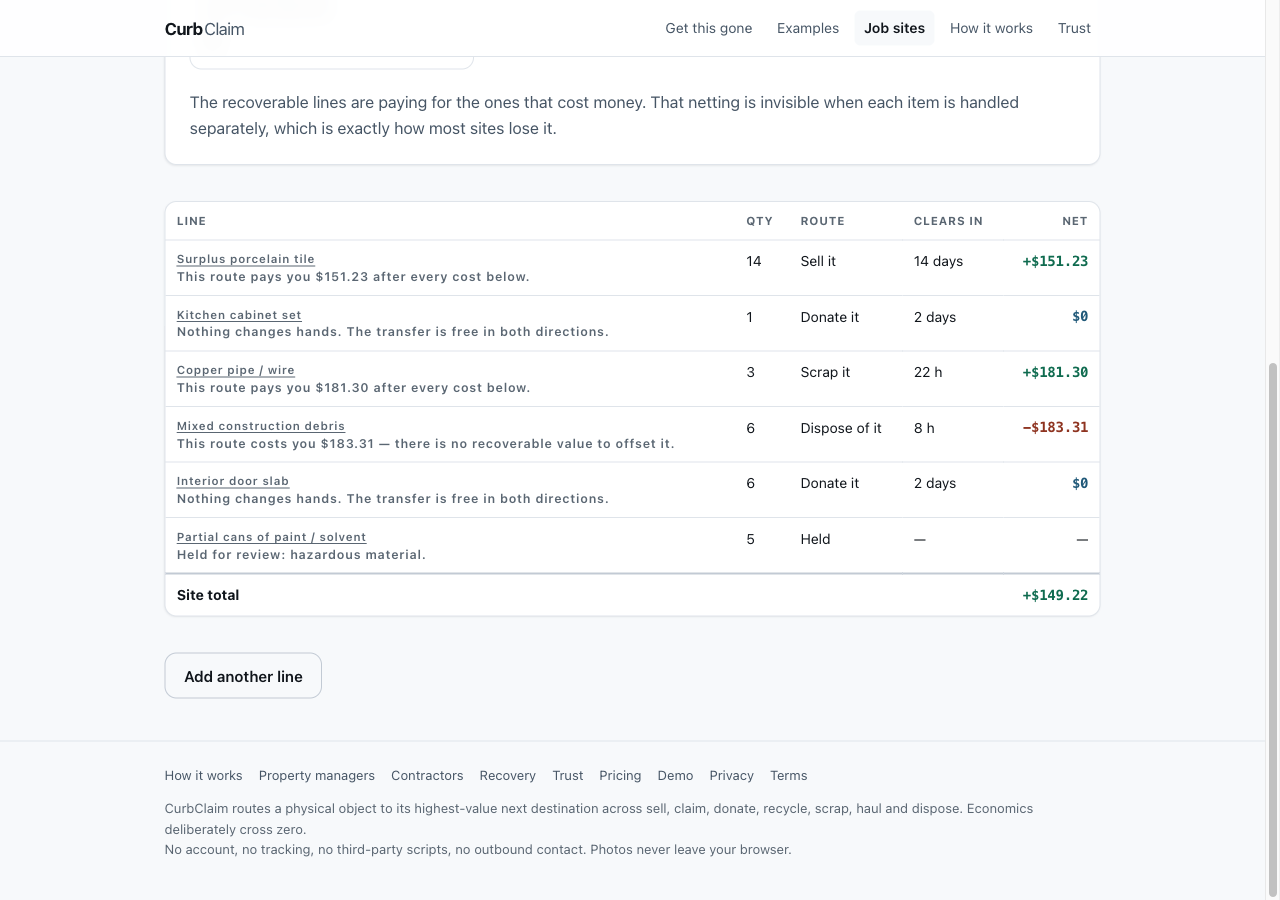 CurbClaim
Get this gone
Examples
Job sites
How it works
Trust
The recoverable lines are paying for the ones that cost money. That netting is invisible when each item is handled
separately, which is exactly how most sites lose it.
LINE QTY ROUTE CLEARS IN NET
Surplus porcelain tile
This route pays you $151.23 after every cost below.
14 Sell it 14 days +$151.23
Kitchen cabinet set
Nothing changes hands. The transfer is free in both directions.
1 Donate it 2 days $0
Copper pipe / wire
This route pays you $181.30 after every cost below.
3 Scrap it 22 h +$181.30
Mixed construction debris
This route costs you $183.31 — there is no recoverable value to offset it.
6 Dispose of it 8 h −$183.31
Interior door slab
Nothing changes hands. The transfer is free in both directions.
6 Donate it 2 days $0
Partial cans of paint / solvent
Held for review: hazardous material.
5 Held — —
Site total +$149.22
Add another line
How it works Property managers Contractors Recovery Trust Pricing Demo Privacy Terms
CurbClaim routes a physical object to its highest-value next destination across sell, claim, donate, recycle, scrap, haul and dispose. Economics
deliberately cross zero.
No account, no tracking, no third-party scripts, no outbound contact. Photos never leave your browser.